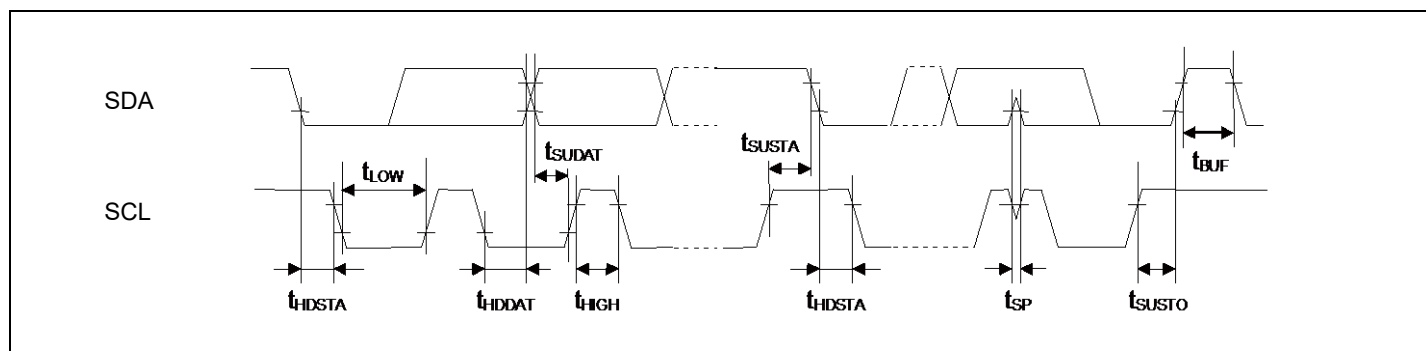 SDA
tSUDAT
tSUSTA
tLOW
tBUF
SCL
tHDSTA
tHDDAT
tHIGH
tHDSTA
tSP
tSUSTO